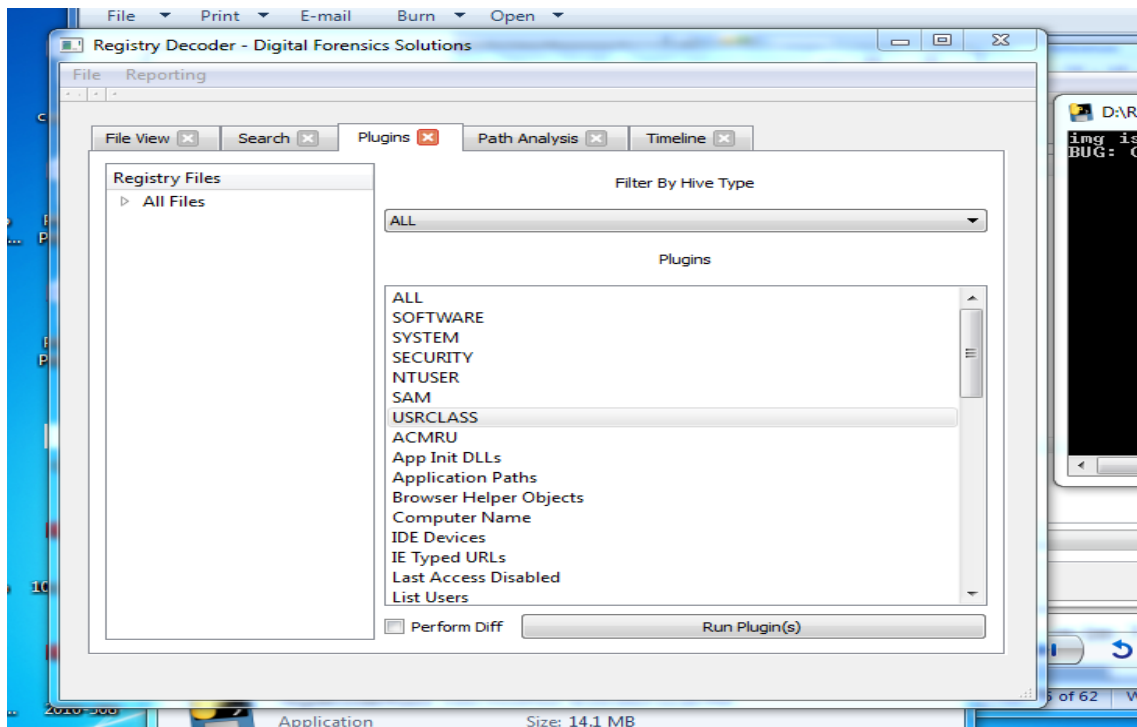 File Print E-mail Burn Open
Registry Decoder - Digital Forensics Solutions
File Reporting
D:\R
img is
BUG:
File View Search Plugins Path Analysis Timeline
Registry Files
All Files
Filter By Hive Type
ALL
Plugins
ALL
SOFTWARE
SYSTEM
SECURITY
NTUSER
SAM
USRCLASS
ACMRU
App Init DLLs
Application Paths
Browser Helper Objects
Computer Name
IDE Devices
IE Typed URLs
Last Access Disabled
List Users
Perform Diff
Run Plugin(s)
of 62
Application Size: 14.1 MB